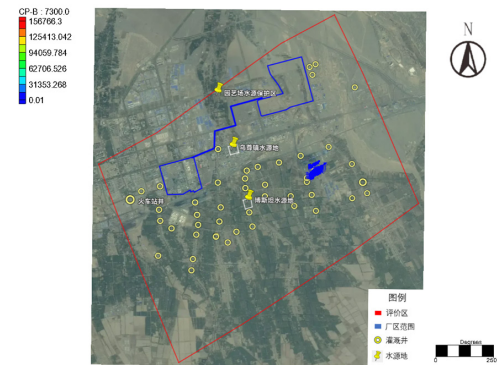 CP-B : 7300.0
156766.3
125413.042
94059.784
62706.526
31353.268
0.01
N
园艺场水源保护区
乌尊镇水源地
博斯坦水源地
火车站井
图例
评价区
厂区范围
灌溉井
水源地
Degrees
0
250